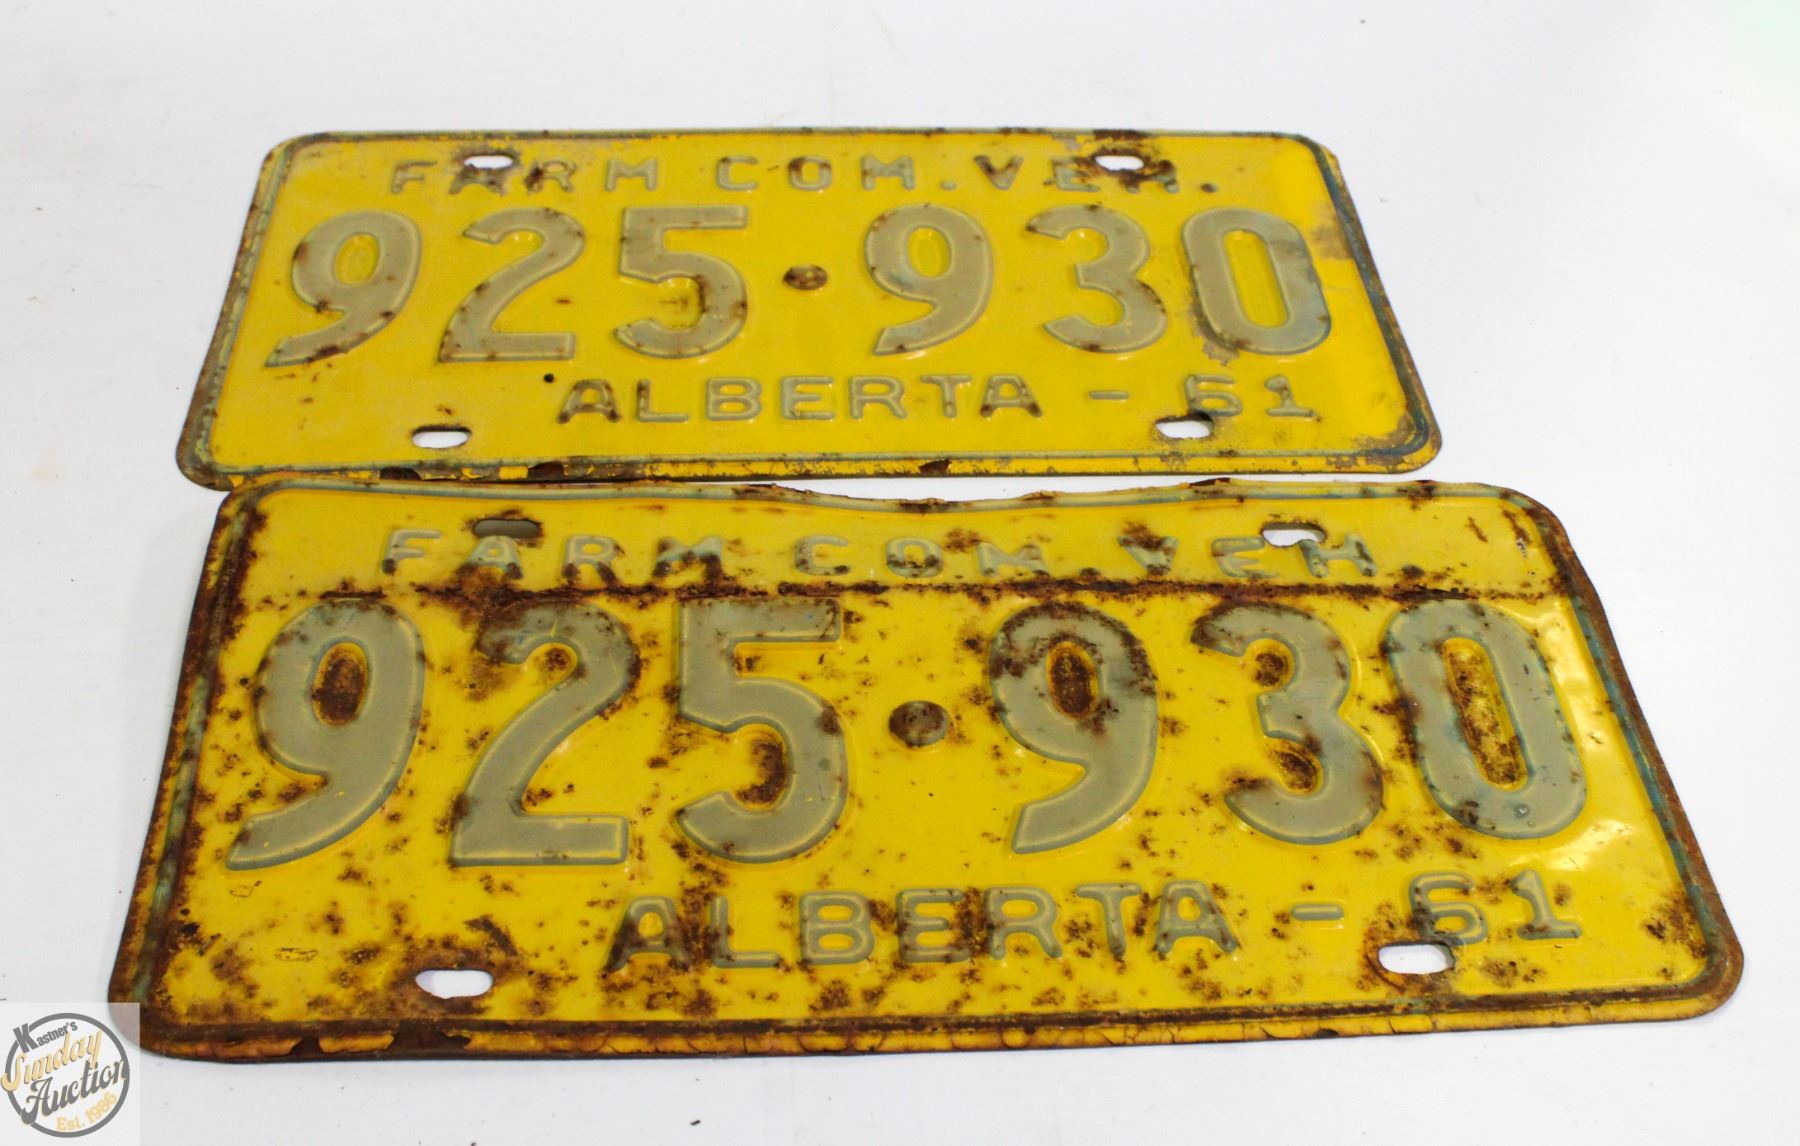 FARM COM. VEH.
925·930
ALBERTA - 61
FARM COM. VEH.
925·930
ALBERTA - 61
Kastner's
Sunday
Auction
Est. 1986